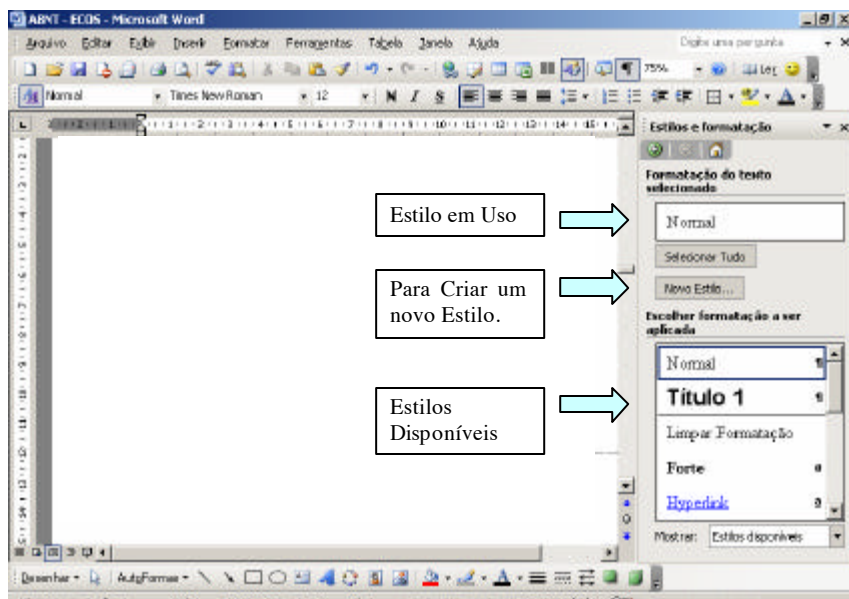 ABNT - ECOS - Microsoft Word
Arquivo Editar Exibir Inserir Formatar Ferramentas Tabela Janela Ajuda Digite uma pergunta
75% Ler
Normal Times New Roman 12 N I S
Estilos e formatação
Formatação do texto
selecionado
Estilo em Uso
Normal
Selecionar Tudo
Para Criar um
novo Estilo.
Novo Estilo...
Escolher formatação a ser
aplicada
Normal
Título 1
Estilos
Disponíveis
Limpar Formatação
Forte
Hyperlink
Mostrar: Estilos disponíveis
Desenhar AutoFormas